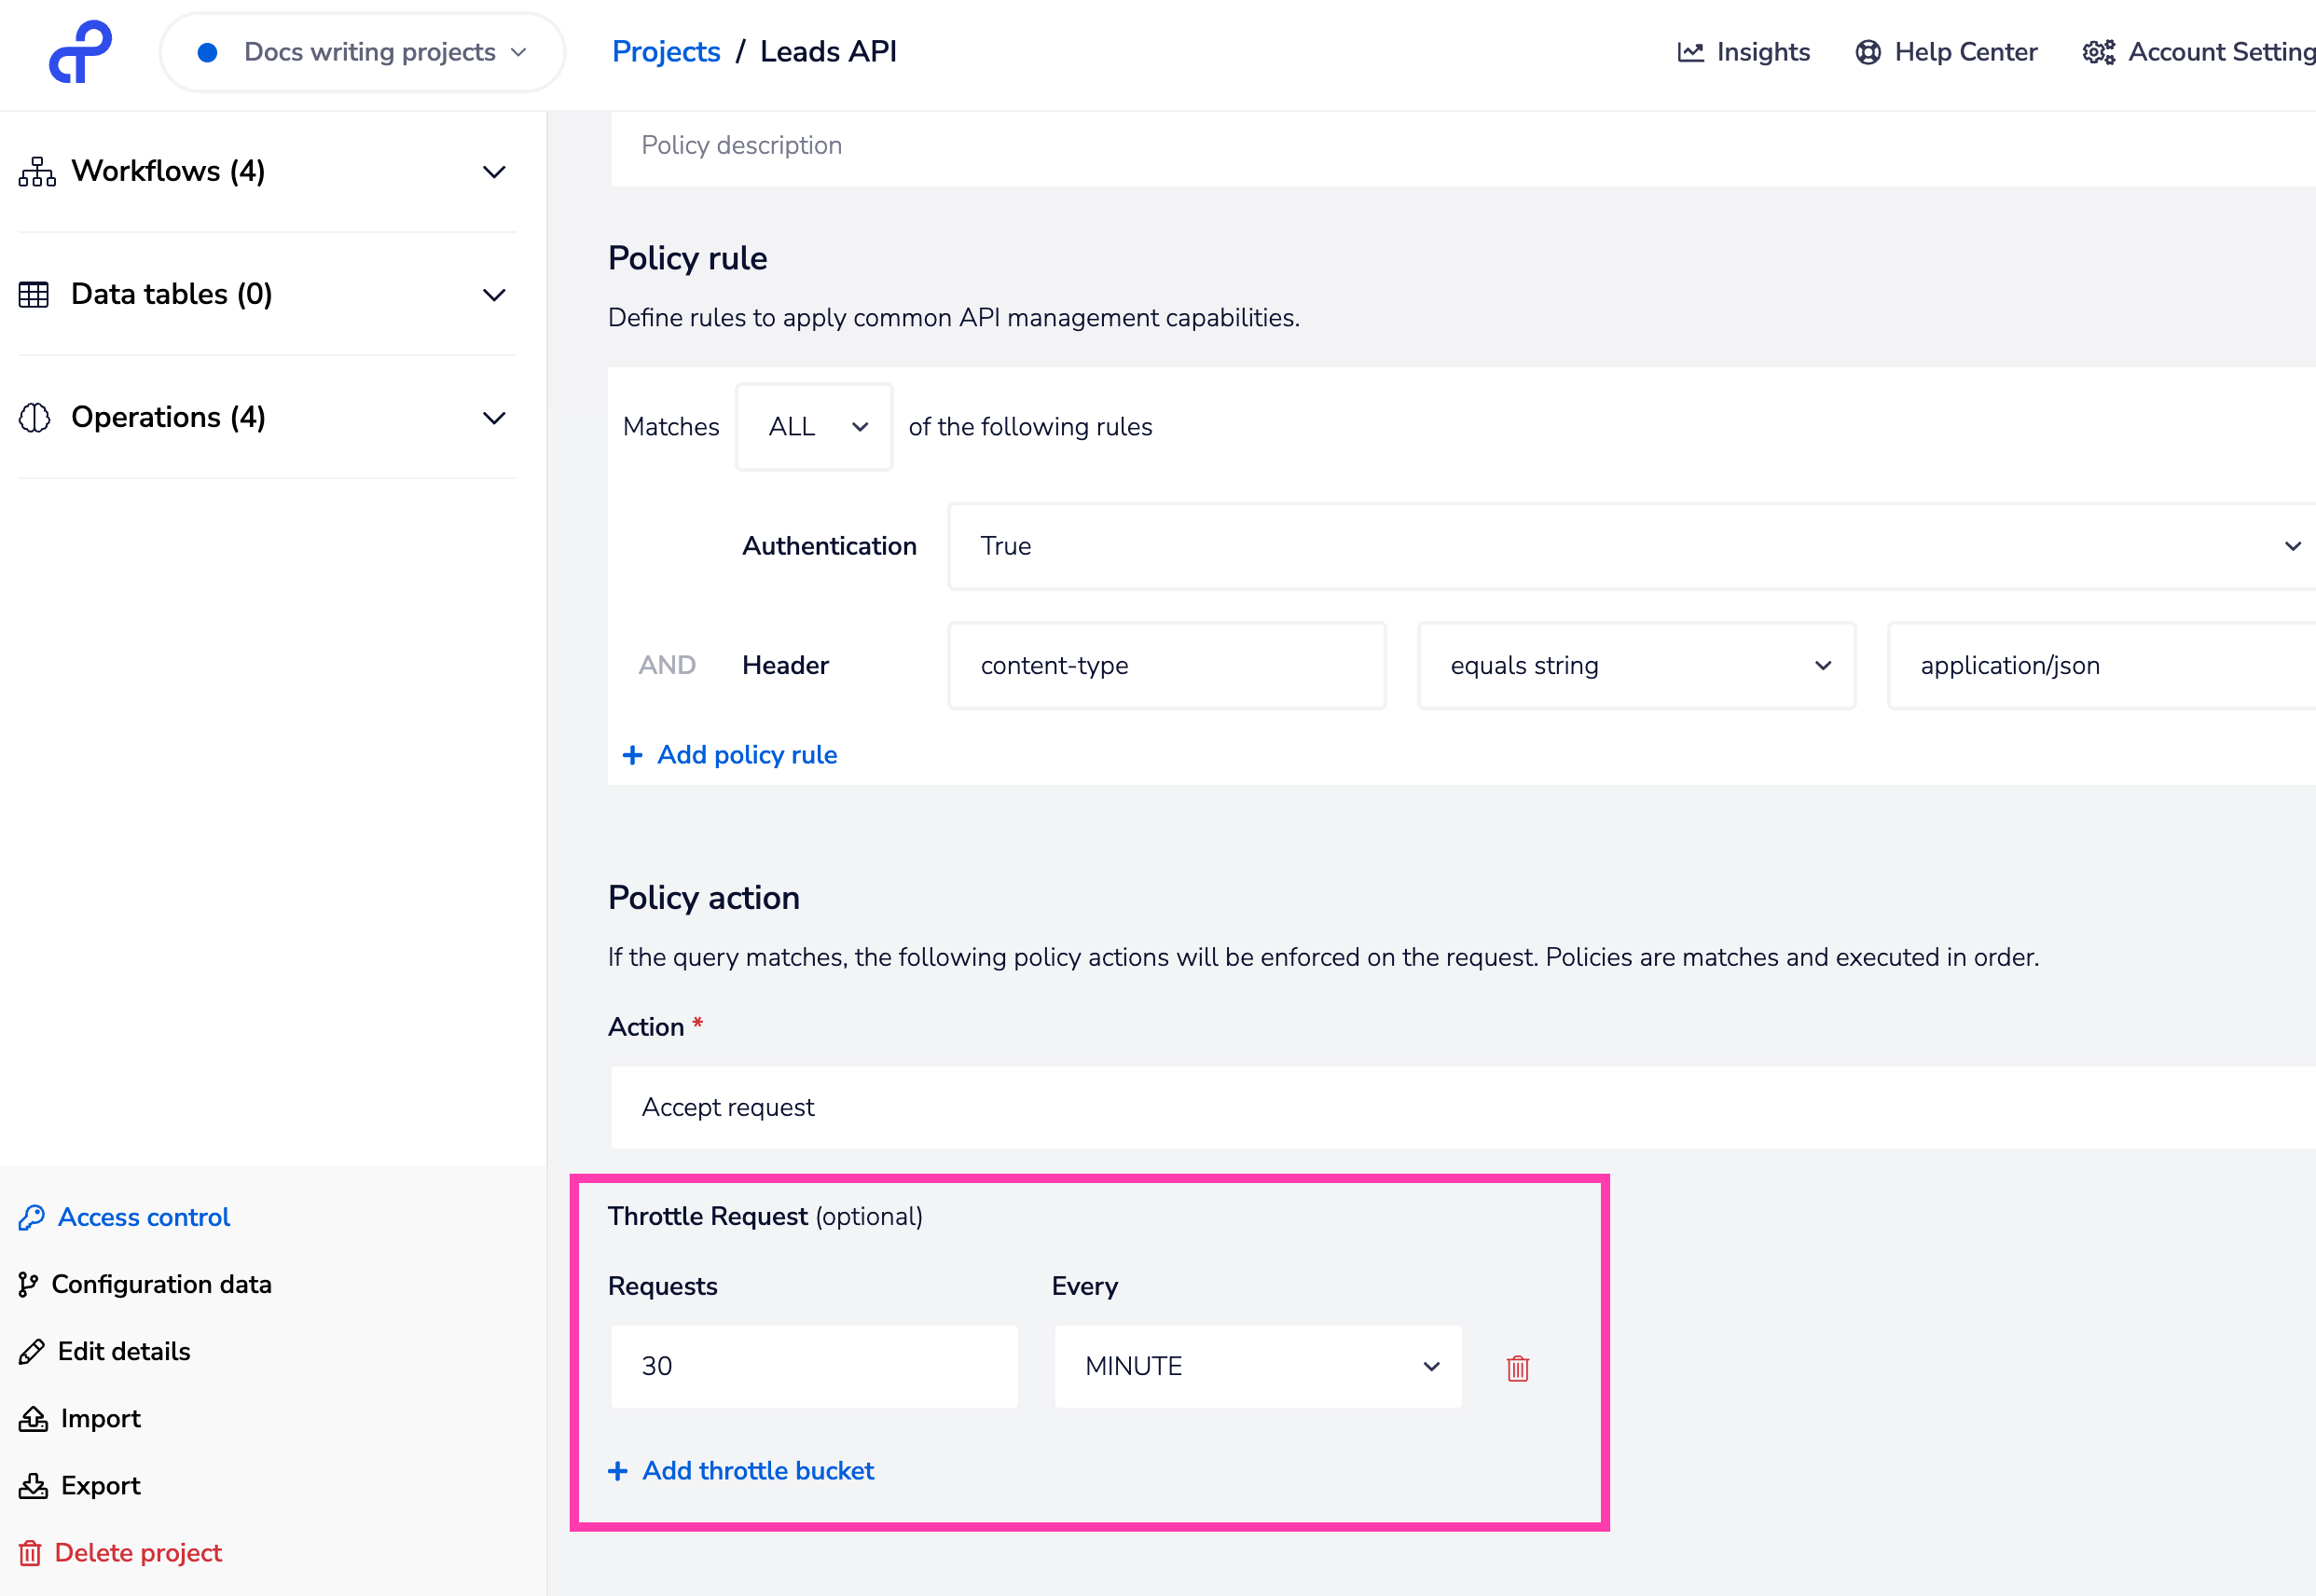 Docs writing projects
Projects / Leads API
Insights
Help Center
Account Setting
Workflows (4)
Data tables (0)
Operations (4)
Access control
Configuration data
Edit details
Import
Export
Delete project
Policy description
Policy rule
Define rules to apply common API management capabilities.
Matches ALL of the following rules
Authentication True
AND Header content-type equals string application/json
+ Add policy rule
Policy action
If the query matches, the following policy actions will be enforced on the request. Policies are matches and executed in order.
Action *
Accept request
Throttle Request (optional)
Requests Every
30 MINUTE
+ Add throttle bucket